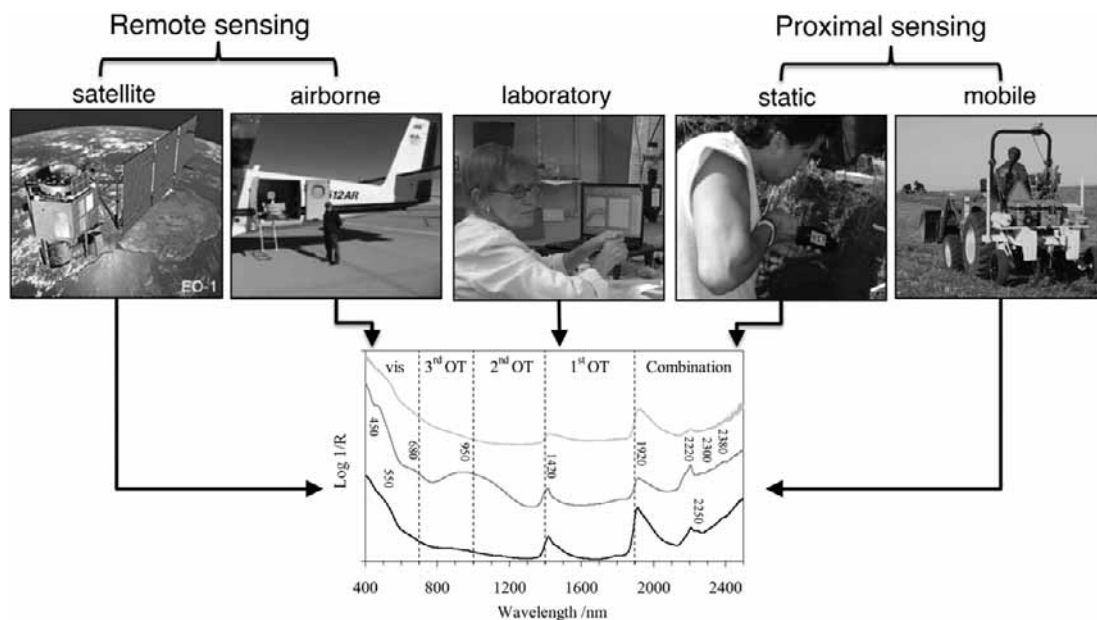 Remote sensing
Proximal sensing
satellite
airborne
laboratory
static
mobile
EO-1
512AR
vis
3rd OT
2nd OT
1st OT
Combination
Log 1/R
450
550
680
950
1420
1920
2220
2300
2380
2250
400 800 1200 1600 2000 2400
Wavelength /nm